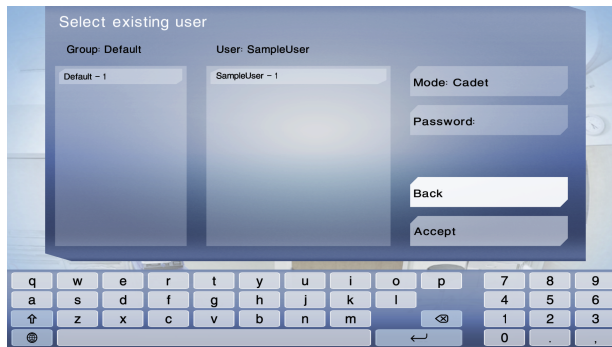 Select existing user
Group: Default
User: SampleUser
Default - 1
SampleUser - 1
Mode: Cadet
Password:
Back
Accept
q w e r t y u i o p 7 8 9
a s d f g h j k l 4 5 6
z x c v b n m 1 2 3
0 . ,